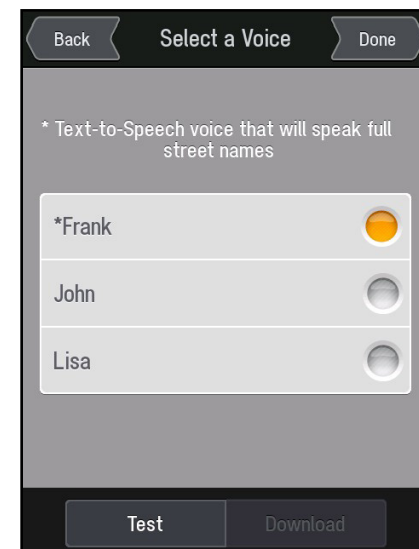 Back Select a Voice Done
* Text-to-Speech voice that will speak full
street names
*Frank
John
Lisa
Test Download